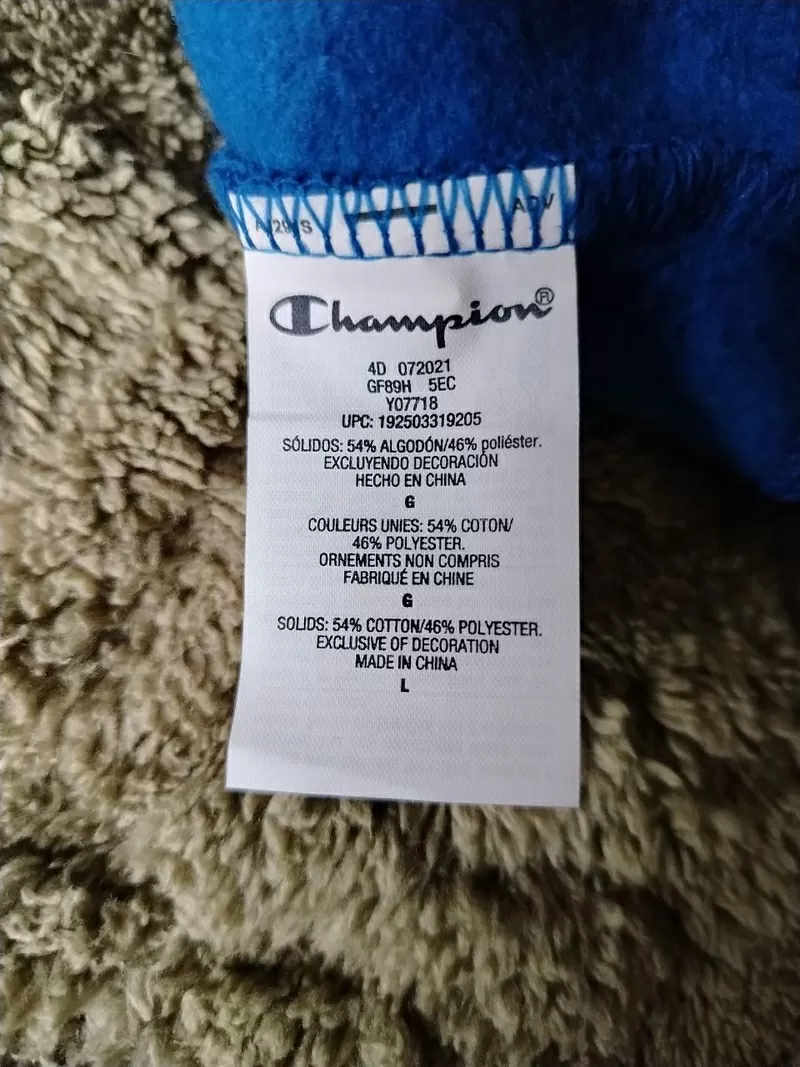 ADV
Champion®
4D 072021
GF89H 5EC
Y07718
UPC: 192503319205
SÓLIDOS: 54% ALGODÓN/46% poliéster.
EXCLUYENDO DECORACIÓN
HECHO EN CHINA
G
COULEURS UNIES: 54% COTON/
46% POLYESTER.
ORNEMENTS NON COMPRIS
FABRIQUÉ EN CHINE
G
SOLIDS: 54% COTTON/46% POLYESTER.
EXCLUSIVE OF DECORATION
MADE IN CHINA
L